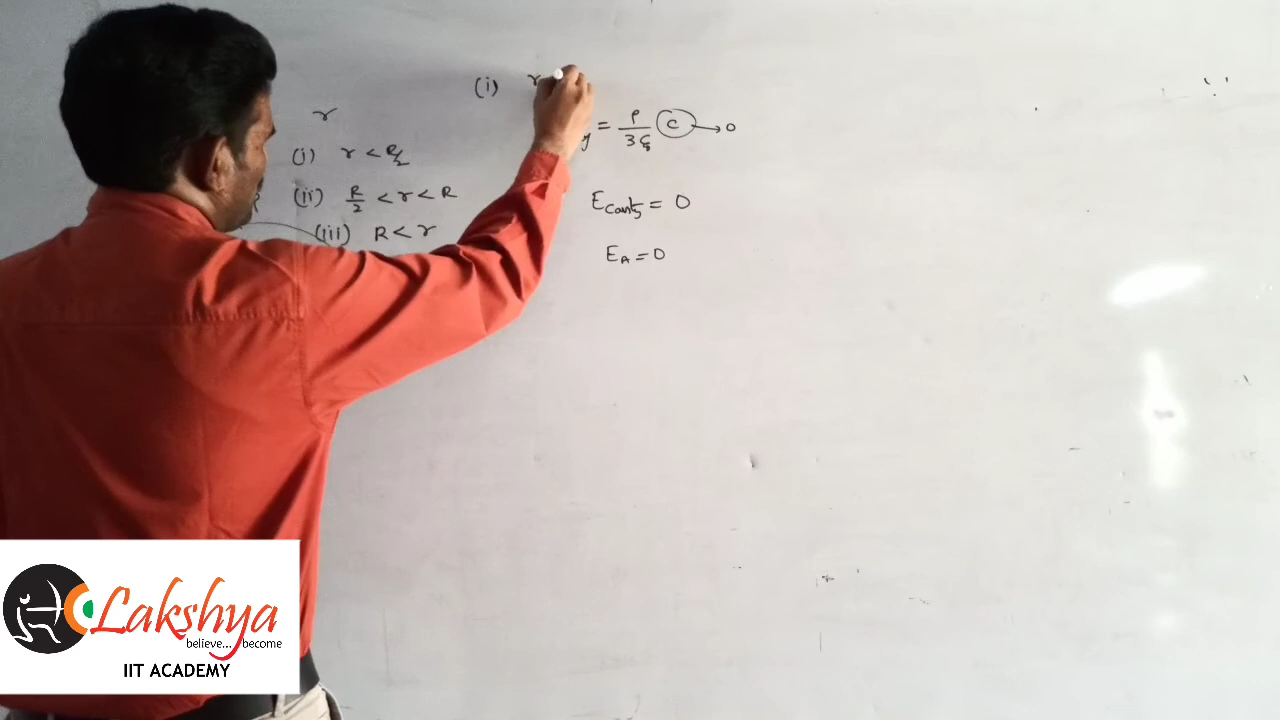 r
(i) r < R/2
(ii) R/2 < r < R
(iii) R < r
(i) r
y = ρ/3ε₀ C → 0
E_Cavity = 0
E_A = 0
Lakshya
believe... become
IIT ACADEMY